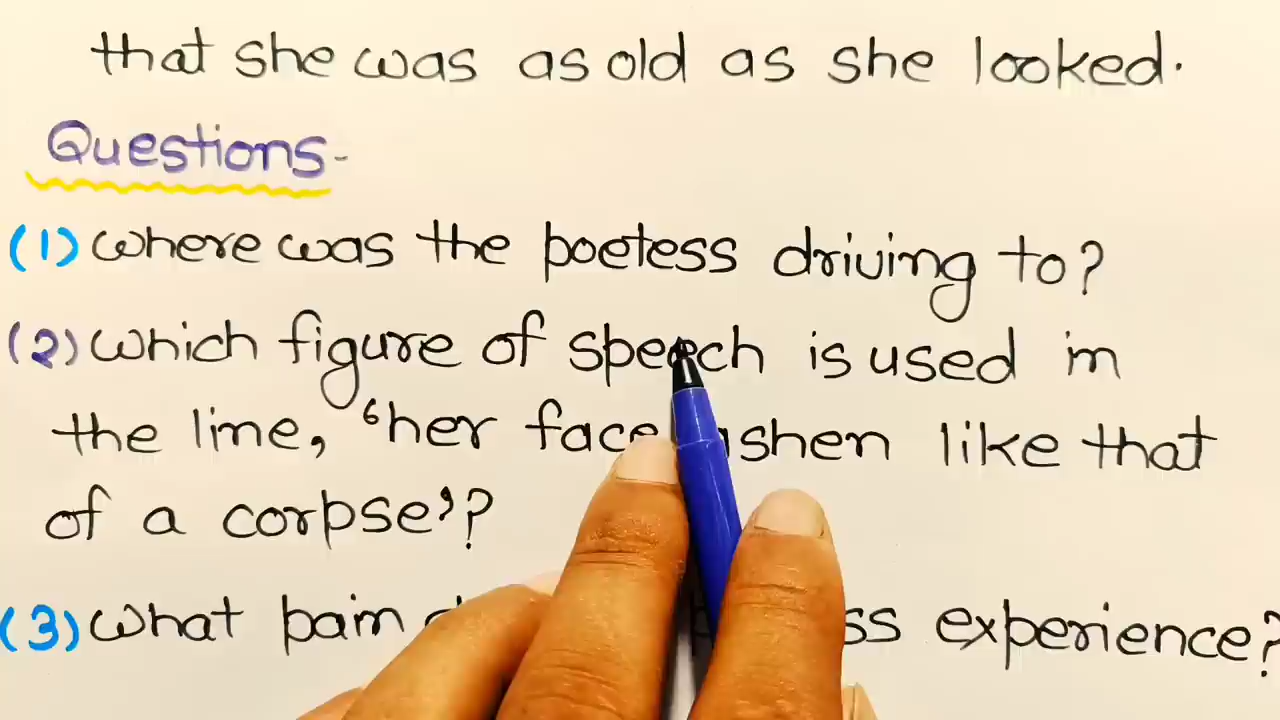 that she was as old as she looked.
Questions-
(1) where was the poetess driving to?
(2) which figure of speech is used in
the line, 'her face ashen like that
of a corpse'?
(3) what pain experience?